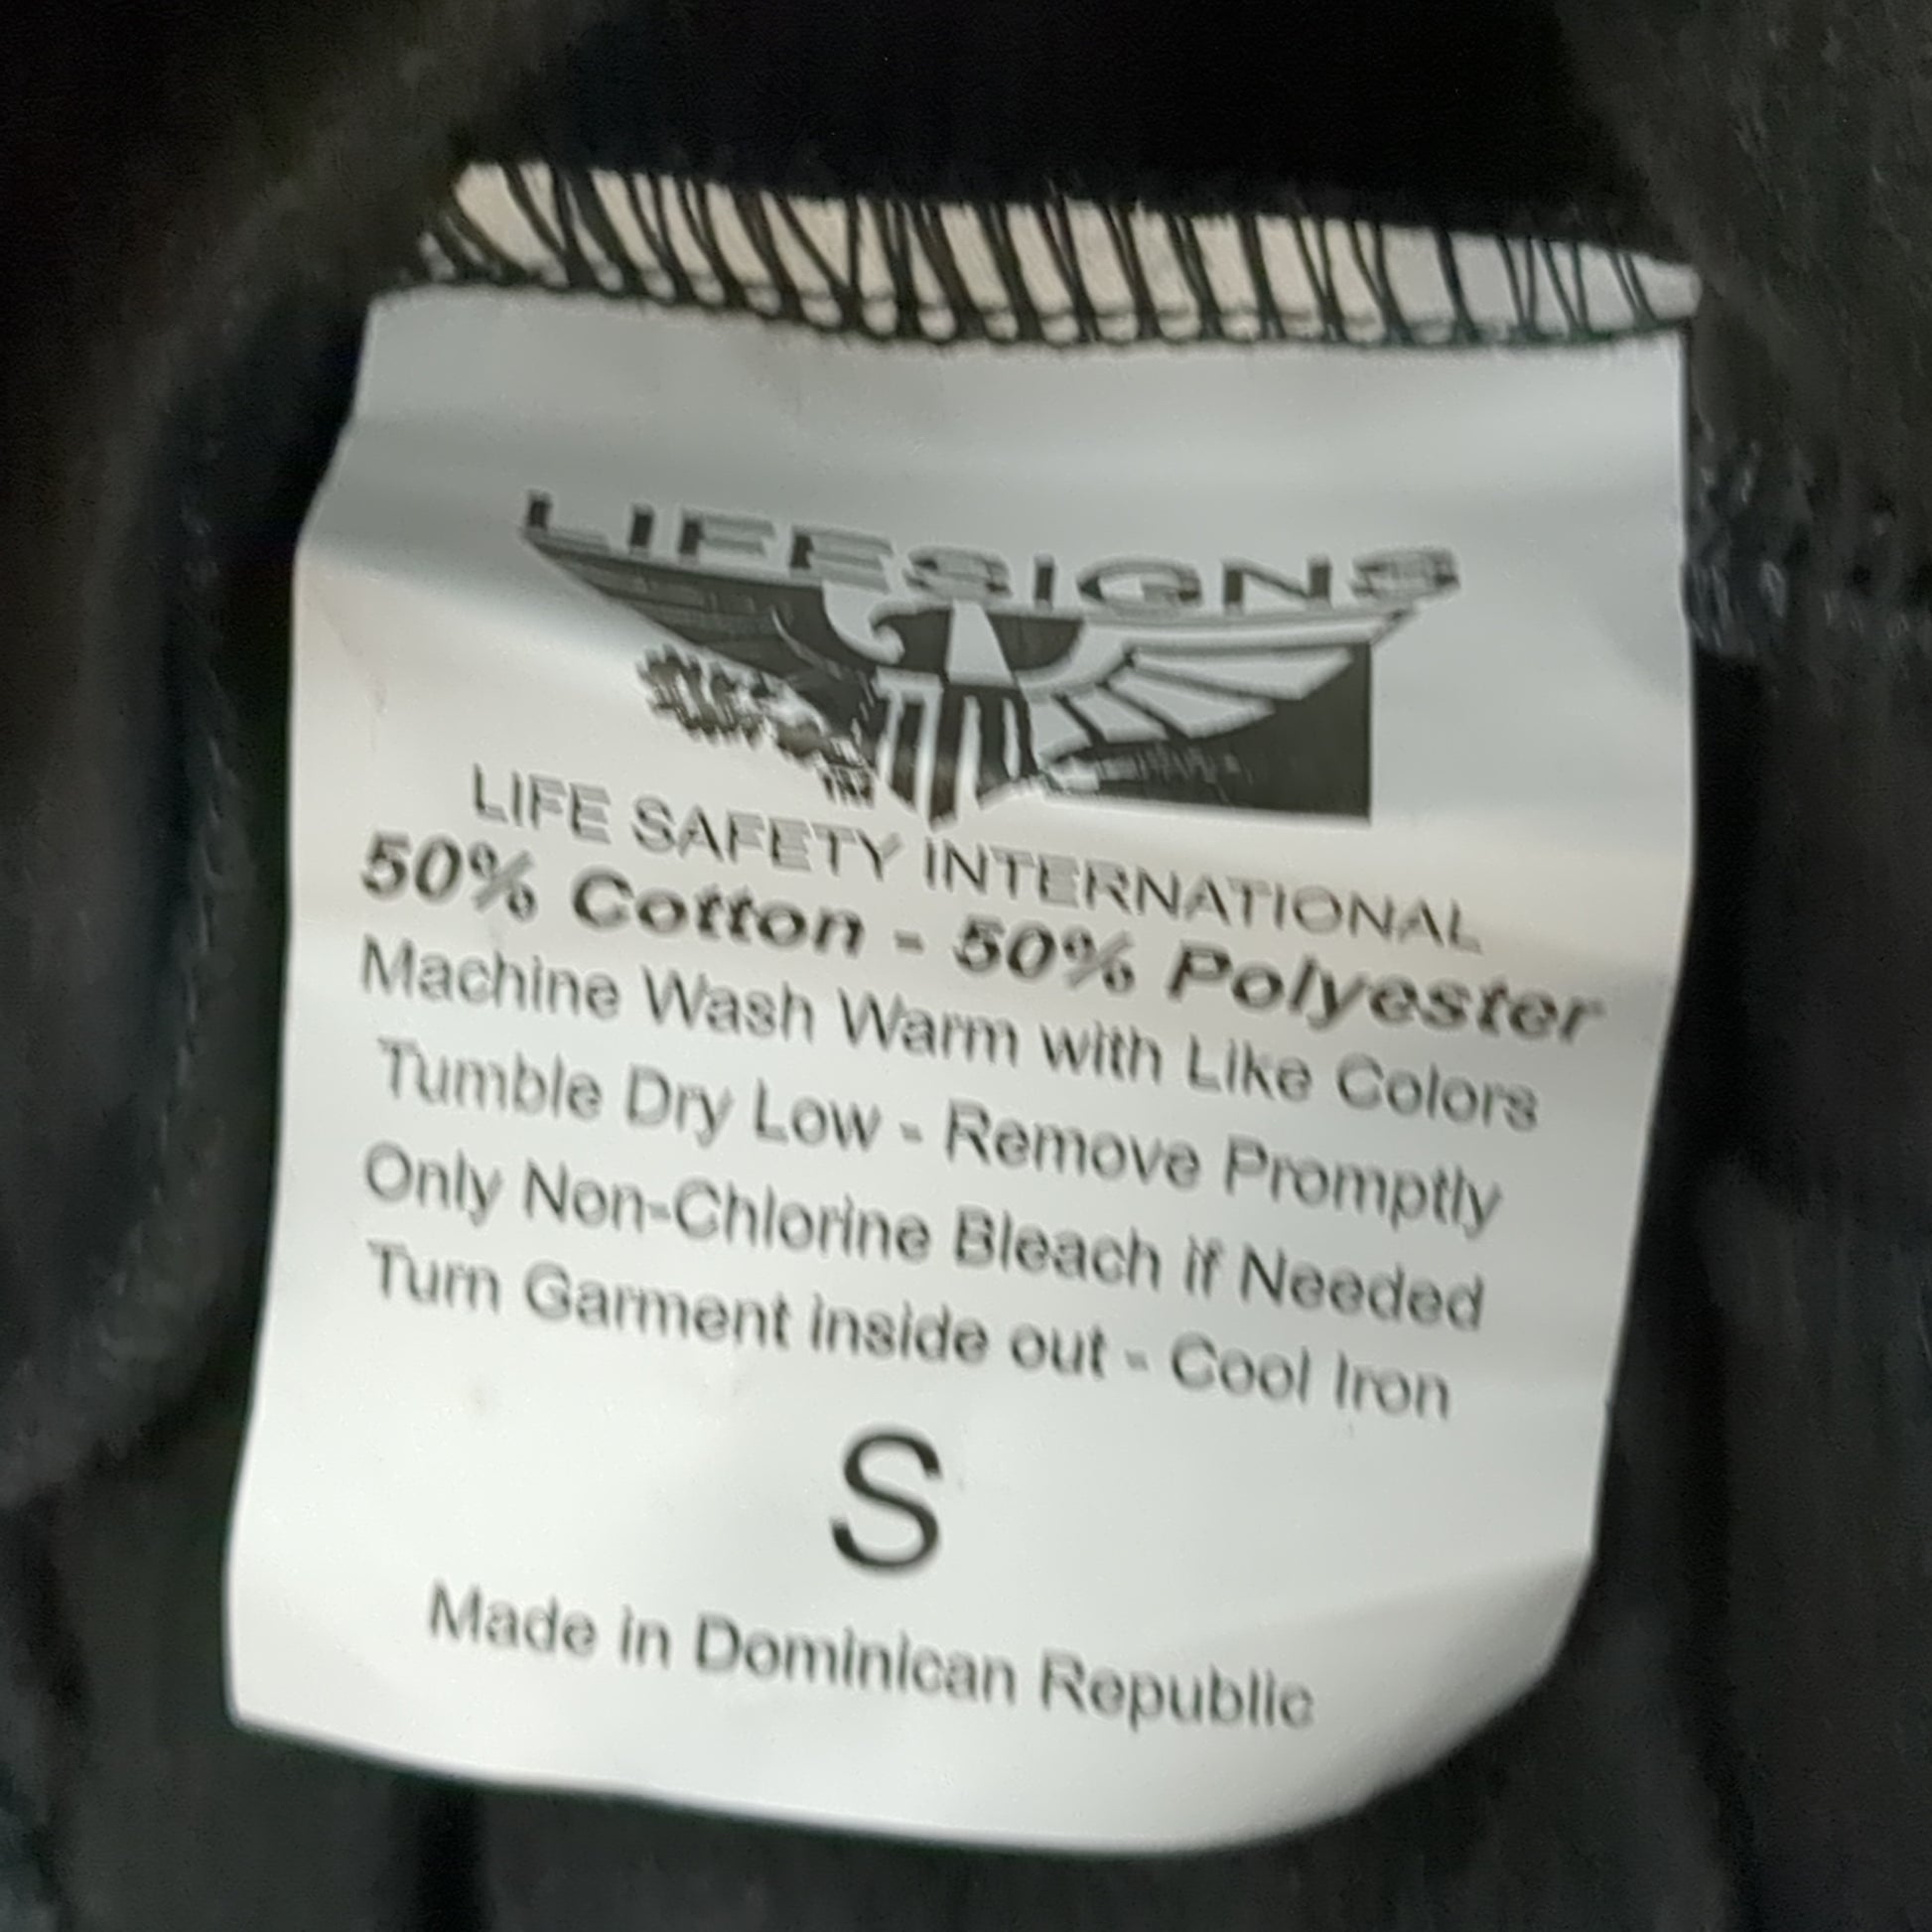 LIFESIGNS
TM
LIFE SAFETY INTERNATIONAL
50% Cotton - 50% Polyester
Machine Wash Warm with Like Colors
Tumble Dry Low - Remove Promptly
Only Non-Chlorine Bleach if Needed
Turn Garment inside out - Cool Iron
S
Made in Dominican Republic